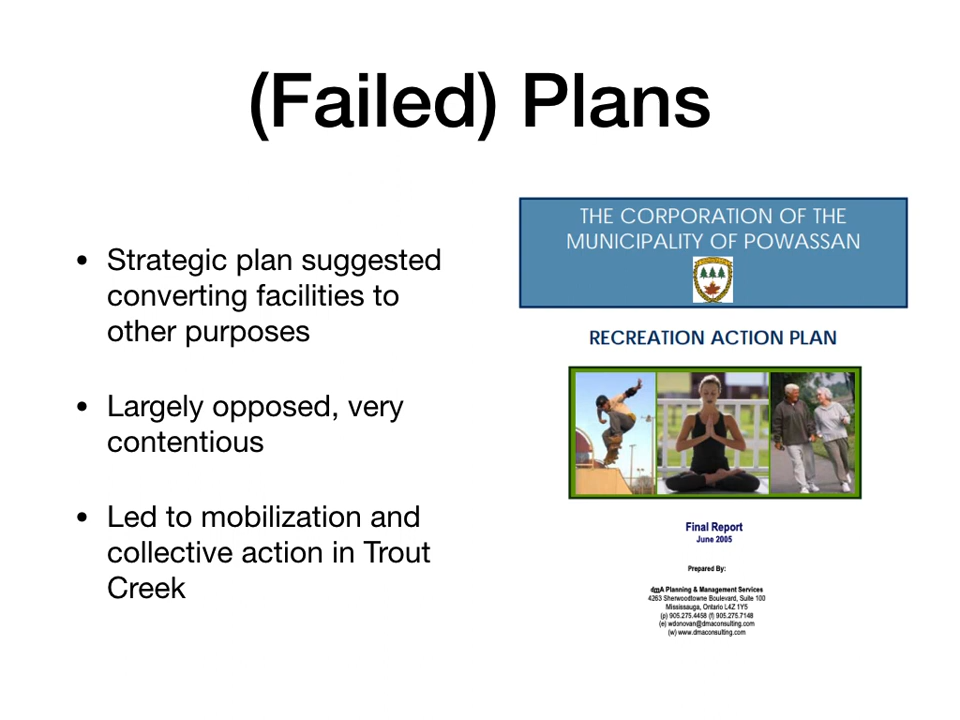 (Failed) Plans
• Strategic plan suggested
converting facilities to
other purposes
• Largely opposed, very
contentious
• Led to mobilization and
collective action in Trout
Creek
THE CORPORATION OF THE
MUNICIPALITY OF POWASSAN
RECREATION ACTION PLAN
Final Report
June 2005
Prepared By:
dmA Planning & Management Services
4263 Sherwoodtowne Boulevard, Suite 100
Mississauga, Ontario L4Z 1Y5
(p) 905.275.4458 (f) 905.275.7148
(e) wdonovan@dmaconsulting.com
(w) www.dmaconsulting.com